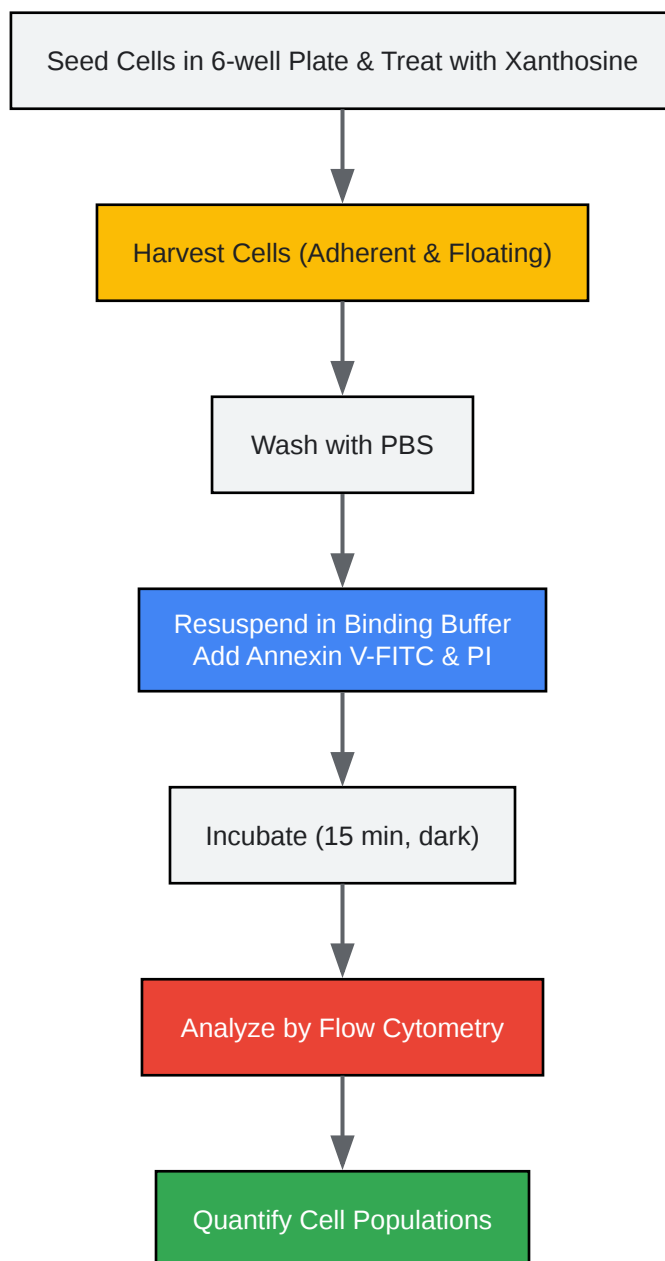 Seed Cells in 6-well Plate & Treat with Xanthosine
Harvest Cells (Adherent & Floating)
Wash with PBS
Resuspend in Binding Buffer
Add Annexin V-FITC & PI
Incubate (15 min, dark)
Analyze by Flow Cytometry
Quantify Cell Populations